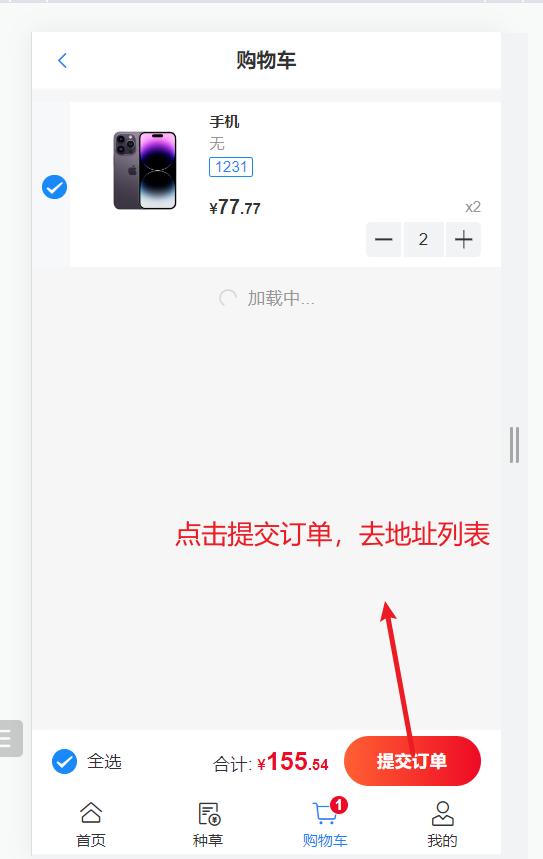 购物车
手机
无
1231
¥77.77
x2
2
加载中...
点击提交订单，去地址列表
全选
合计: ¥155.54
提交订单
1
首页
种草
购物车
我的